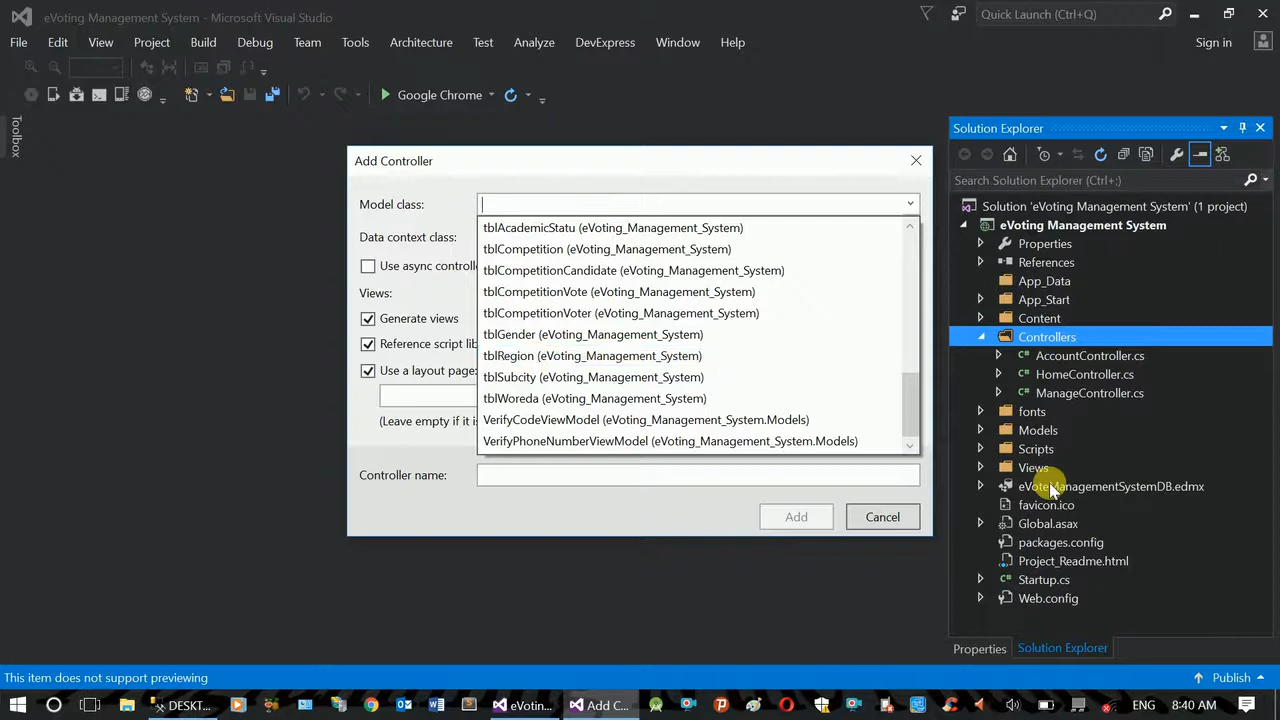 eVoting Management System - Microsoft Visual Studio
Quick Launch (Ctrl+Q)
File Edit View Project Build Debug Team Tools Architecture Test Analyze DevExpress Window Help
Sign in
Google Chrome
Toolbox
Add Controller
Model class:
tblAcademicStatu (eVoting_Management_System)
tblCompetition (eVoting_Management_System)
tblCompetitionCandidate (eVoting_Management_System)
tblCompetitionVote (eVoting_Management_System)
tblCompetitionVoter (eVoting_Management_System)
tblGender (eVoting_Management_System)
tblRegion (eVoting_Management_System)
tblSubcity (eVoting_Management_System)
tblWoreda (eVoting_Management_System)
VerifyCodeViewModel (eVoting_Management_System.Models)
VerifyPhoneNumberViewModel (eVoting_Management_System.Models)
Data context class:
Use async controlle
Views:
Generate views
Reference script lib
Use a layout page:
(Leave empty if it is
Controller name:
Add Cancel
Solution Explorer
Search Solution Explorer (Ctrl+;)
Solution 'eVoting Management System' (1 project)
eVoting Management System
Properties
References
App_Data
App_Start
Content
Controllers
AccountController.cs
HomeController.cs
ManageController.cs
fonts
Models
Scripts
Views
eVoteManagementSystemDB.edmx
favicon.ico
Global.asax
packages.config
Project_Readme.html
Startup.cs
Web.config
Properties Solution Explorer
This item does not support previewing
Publish
DESKT...
eVotin...
Add C...
ENG 8:40 AM